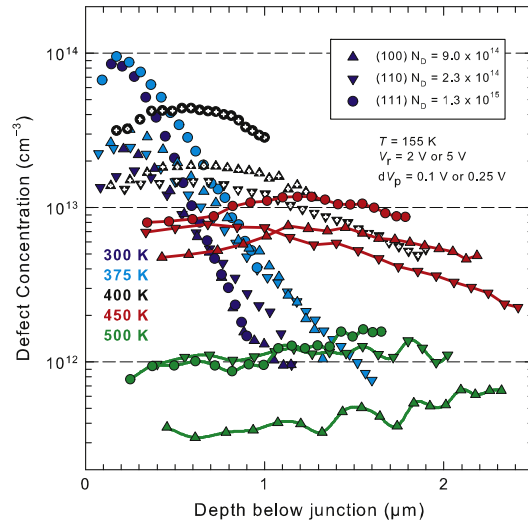 10^14
(100) N_D = 9.0 x 10^14
(110) N_D = 2.3 x 10^14
(111) N_D = 1.3 x 10^15
T = 155 K
V_r = 2 V or 5 V
dV_p = 0.1 V or 0.25 V
Defect Concentration (cm^-3)
10^13
300 K
375 K
400 K
450 K
500 K
10^12
0
1
2
Depth below junction (μm)